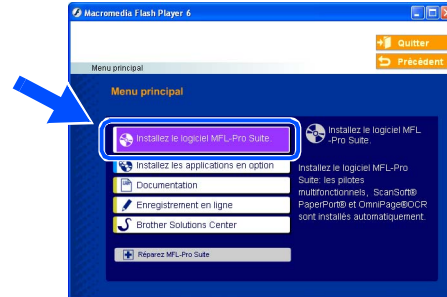 Macromedia Flash Player 6
Quitter
Précédent
Menu principal
Menu principal
Installez le logiciel MFL-Pro Suite.
Installez les applications en option
Documentation
Enregistrement en ligne
Brother Solutions Center
Réparez MFL-Pro Suite
Installez le logiciel MFL
-Pro Suite.
Installez le logiciel MFL-Pro
Suite: les pilotes
multifonctionnels, ScanSoft®
PaperPort® et OmniPage®OCR
sont installés automatiquement.